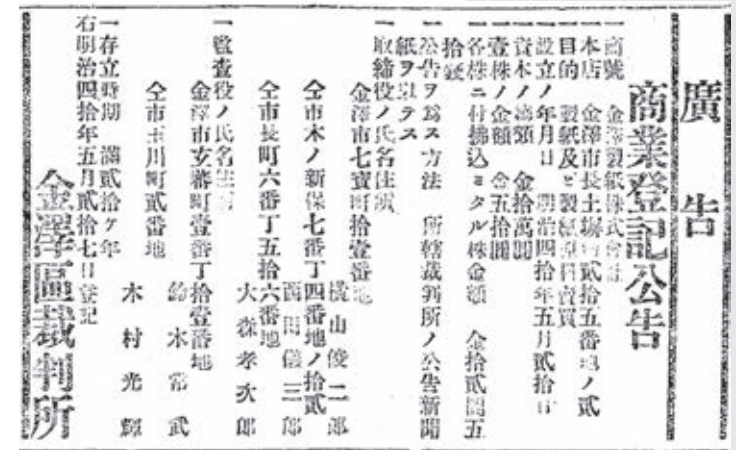 廣告
商業登記公告
一商號 金澤製紙株式會社
一本店 金澤市長土塀 貳拾五番地ノ貳
一目的 製紙及ヒ製紙原料賣買
一設立ノ年月日 明治四拾年五月貳拾
一資本ノ總額 金拾萬圓
一壹株ノ金額 金五拾圓
一各株ニ付拂込ミタル株金額 金拾貳圓五
拾錢
一公告ヲ爲ス方法 所轄裁判所ノ公告新聞
紙ヲ以テス
一取締役ノ氏名住所
金澤市七寳町拾壹番地
橫山俊二郎
仝市木ノ新保七番丁四番地ノ拾貳
西田儀三郎
仝市長町六番丁五拾六番地
大森孝次郎
一監査役ノ氏名住所
金澤市玄蕃町壹番丁拾壹番地
鈴木常武
仝市玉川町貳番地
木村光輝
一存立時期 滿貳拾ケ年
右明治四拾年五月貳拾七日登記
金澤區裁判所